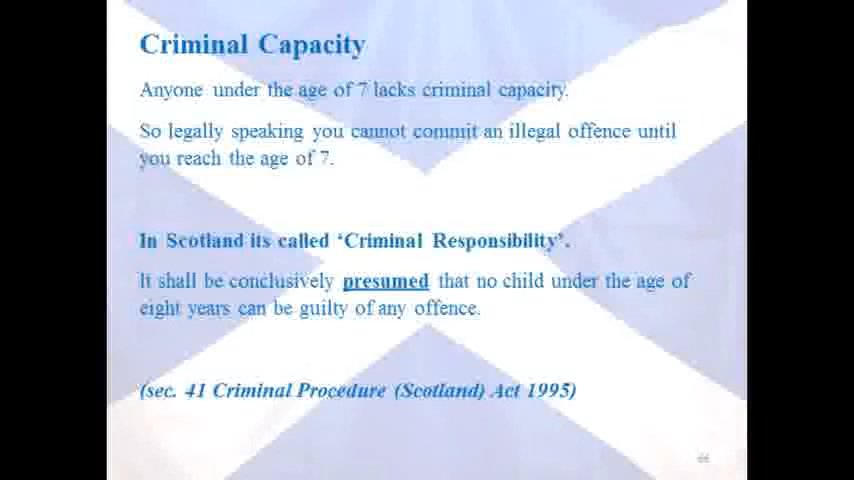 Criminal Capacity
Anyone under the age of 7 lacks criminal capacity.
So legally speaking you cannot commit an illegal offence until
you reach the age of 7.
In Scotland its called ‘Criminal Responsibility’.
It shall be conclusively presumed that no child under the age of
eight years can be guilty of any offence.
(sec. 41 Criminal Procedure (Scotland) Act 1995)